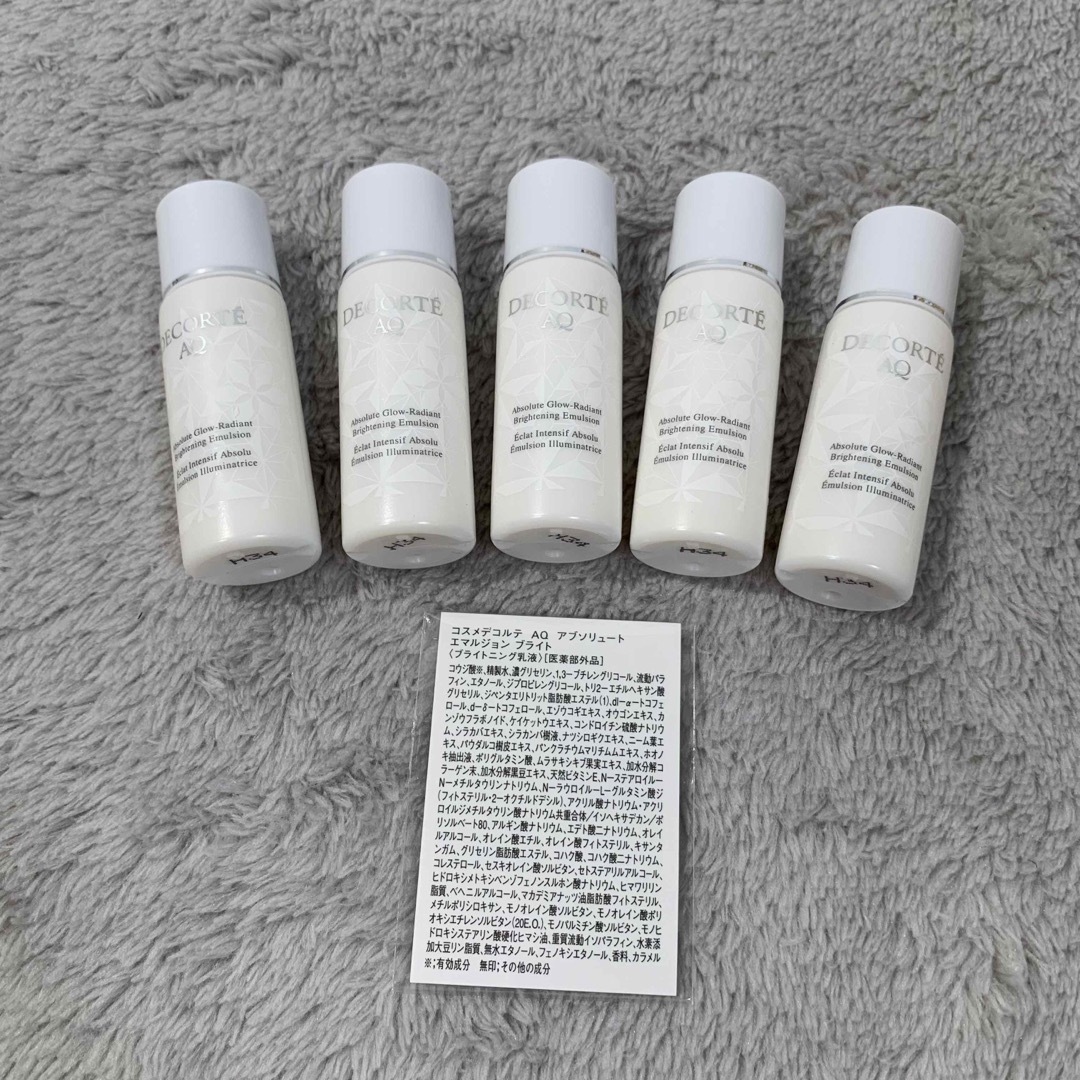 DECORTÉ
AQ
Absolute Glow-Radiant
Brightening Emulsion
Éclat Intensif Absolu
Émulsion Illuminatrice
H34
DECORTÉ
AQ
Absolute Glow-Radiant
Brightening Emulsion
Éclat Intensif Absolu
Émulsion Illuminatrice
H34
DECORTÉ
AQ
Absolute Glow-Radiant
Brightening Emulsion
Éclat Intensif Absolu
Émulsion Illuminatrice
H34
DECORTÉ
AQ
Absolute Glow-Radiant
Brightening Emulsion
Éclat Intensif Absolu
Émulsion Illuminatrice
H34
DECORTÉ
AQ
Absolute Glow-Radiant
Brightening Emulsion
Éclat Intensif Absolu
Émulsion Illuminatrice
H34
コスメデコルテ AQ アブソリュート
エマルジョン ブライト
〈ブライトニング乳液〉[医薬部外品]
コウジ酸※、精製水、濃グリセリン、1,3ーブチレングリコール、流動パラ
フィン、エタノール、ジプロピレングリコール、トリ2ーエチルヘキサン酸
グリセリル、ジペンタエリトリット脂肪酸エステル(1)、dlーαートコフェ
ロール、dーδートコフェロール、エゾウコギエキス、オウゴンエキス、カ
ンゾウフラボノイド、ケイケットウエキス、コンドロイチン硫酸ナトリウ
ム、シラカバエキス、シラカンバ樹液、ナツシロギクエキス、ニーム葉エ
キス、パウダルコ樹皮エキス、パンクラチウムマリチムムエキス、ホオノ
キ抽出液、ポリグルタミン酸、ムラサキシキブ果実エキス、加水分解コ
ラーゲン末、加水分解黒豆エキス、天然ビタミンE、NーステアロイルーL
NーメチルタウリンナトリウムNーラウロイルーLーグルタミン酸ジ
(フィトステリル・2ーオクチルドデシル)、アクリル酸ナトリウム・アクリ
ロイルジメチルタウリン酸ナトリウム共重合体/イソヘキサデカン/ポ
リソルベート80、アルギン酸ナトリウム、エデト酸二ナトリウム、オレイ
ルアルコール、オレイン酸エチル、オレイン酸フィトステリル、キサンタ
ンガム、グリセリン脂肪酸エステル、コハク酸、コハク酸二ナトリウム、
コレステロール、セスキオレイン酸ソルビタン、セトステアリルアルコール、
ヒドロキシメトキシベンゾフェノンスルホン酸ナトリウム、ヒマワリリン
脂質、ベヘニルアルコール、マカデミアナッツ油脂肪酸フィトステリル、
メチルポリシロキサン、モノオレイン酸ソルビタン、モノオレイン酸ポリ
オキシエチレンソルビタン(20E.O.)、モノパルミチン酸ソルビタン、モノヒ
ドロキシステアリン酸硬化ヒマシ油、重質流動イソパラフィン、水素添
加大豆リン脂質、無水エタノール、フェノキシエタノール、香料、カラメル
※；有効成分 無印；その他の成分